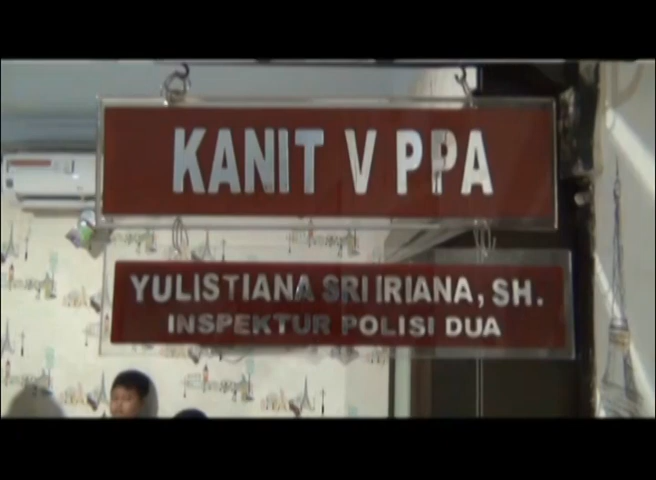 KANIT V PPA
YULISTIANA SRI IRIANA, SH.
INSPEKTUR POLISI DUA